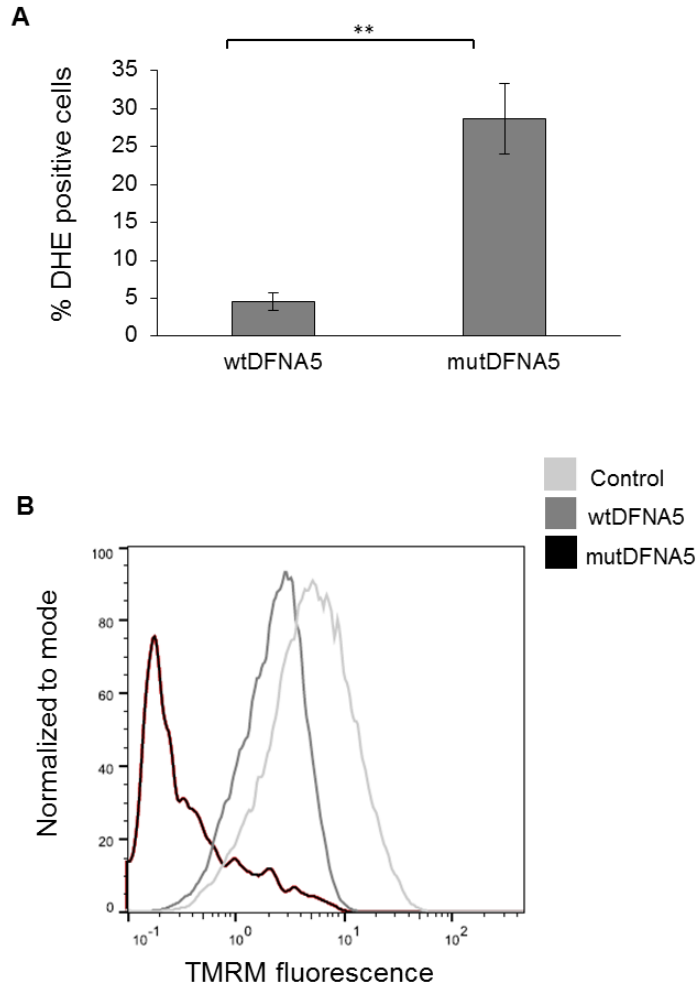 A
**
% DHE positive cells
35
30
25
20
15
10
5
0
wtDFNA5
mutDFNA5
Control
wtDFNA5
mutDFNA5
B
Normalized to mode
100
80
60
40
20
0
10-1
100
101
102
TMRM fluorescence